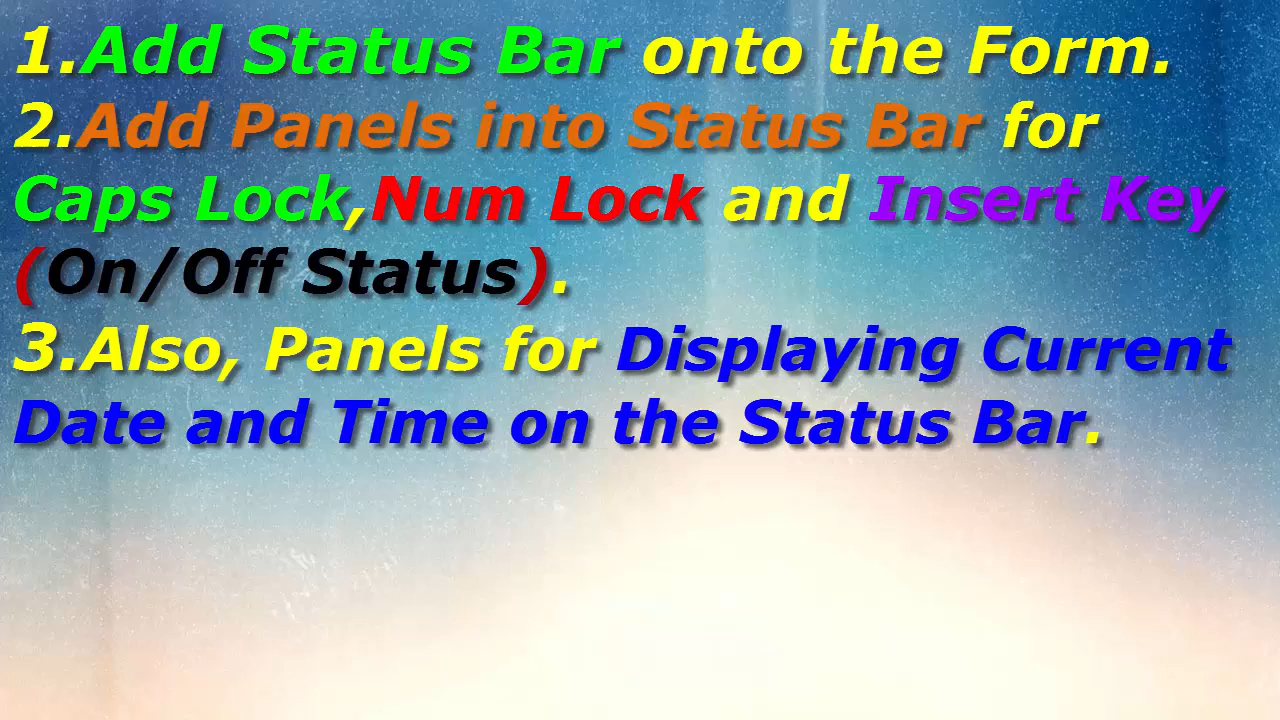 1.Add Status Bar onto the Form.
2.Add Panels into Status Bar for
Caps Lock,Num Lock and Insert Key
(On/Off Status).
3.Also, Panels for Displaying Current
Date and Time on the Status Bar.